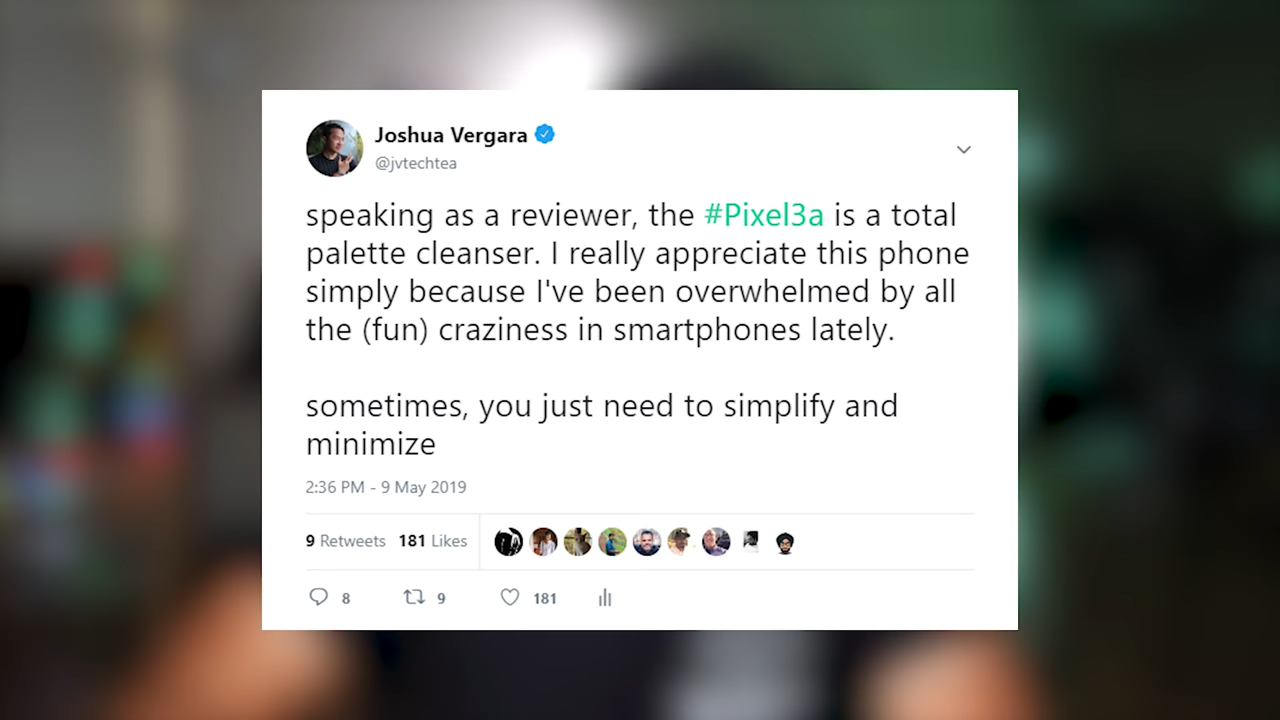 Joshua Vergara
@jvtechtea
speaking as a reviewer, the #Pixel3a is a total
palette cleanser. I really appreciate this phone
simply because I've been overwhelmed by all
the (fun) craziness in smartphones lately.
sometimes, you just need to simplify and
minimize
2:36 PM - 9 May 2019
9 Retweets 181 Likes
8 9 181